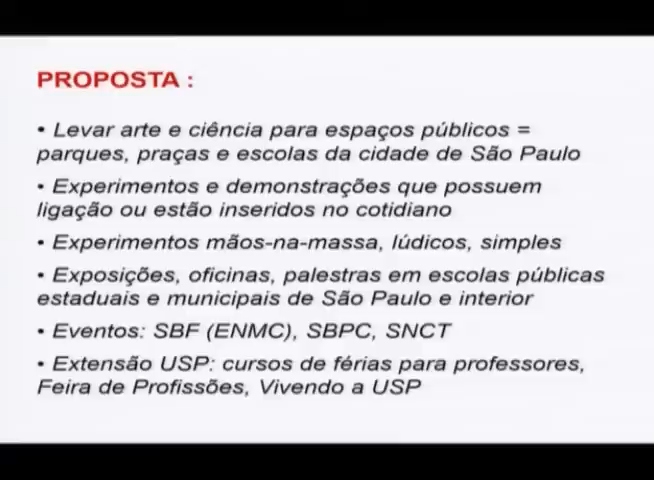 PROPOSTA :
• Levar arte e ciência para espaços públicos =
parques, praças e escolas da cidade de São Paulo
• Experimentos e demonstrações que possuem
ligação ou estão inseridos no cotidiano
• Experimentos mãos-na-massa, lúdicos, simples
• Exposições, oficinas, palestras em escolas públicas
estaduais e municipais de São Paulo e interior
• Eventos: SBF (ENMC), SBPC, SNCT
• Extensão USP: cursos de férias para professores,
Feira de Profissões, Vivendo a USP